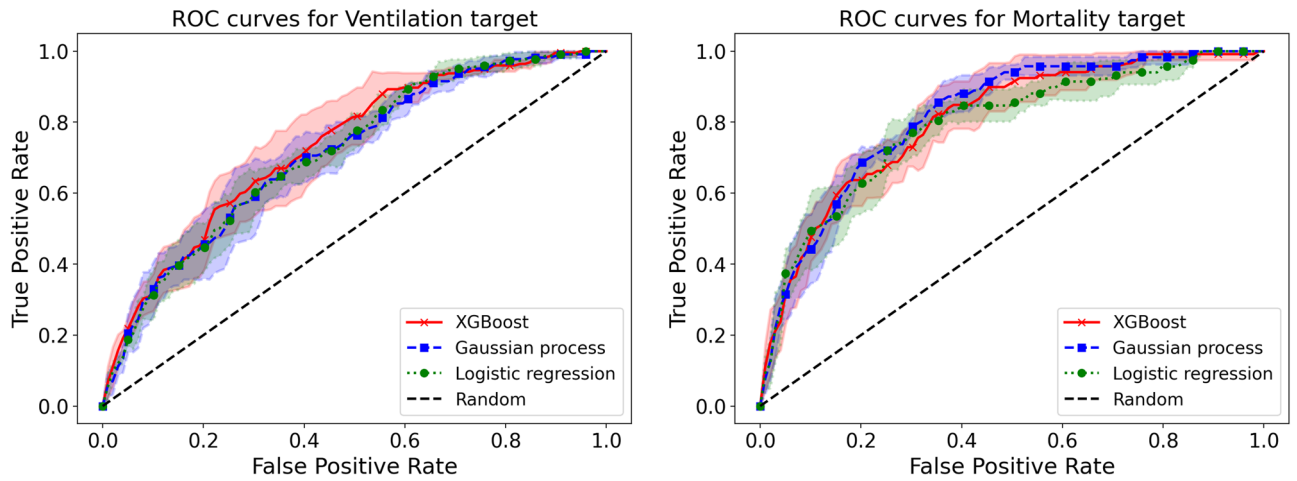 ROC curves for Ventilation target
1.0
0.8
0.6
0.4
0.2
0.0
True Positive Rate
XGBoost
Gaussian process
Logistic regression
Random
0.0 0.2 0.4 0.6 0.8 1.0
False Positive Rate
ROC curves for Mortality target
1.0
0.8
0.6
0.4
0.2
0.0
True Positive Rate
XGBoost
Gaussian process
Logistic regression
Random
0.0 0.2 0.4 0.6 0.8 1.0
False Positive Rate